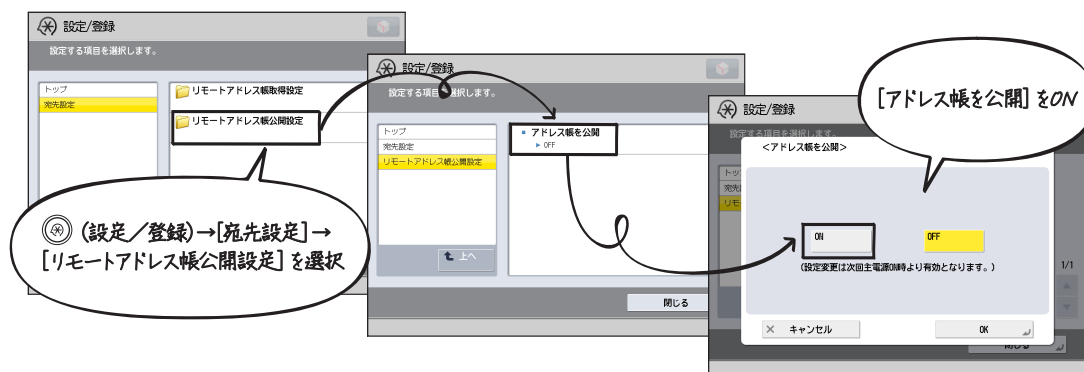 設定/登録
設定する項目を選択します。
トップ
宛先設定
リモートアドレス帳取得設定
リモートアドレス帳公開設定
(設定／登録)→[宛先設定]→
[リモートアドレス帳公開設定]を選択
設定/登録
設定する項目を選択します。
トップ
宛先設定
リモートアドレス帳公開設定
アドレス帳を公開
OFF
上へ
閉じる
設定/登録
設定する項目を選択します。
<アドレス帳を公開>
ON
OFF
(設定変更は次回主電源ON時より有効となります。)
キャンセル
OK
1/1
閉じる
[アドレス帳を公開]をON